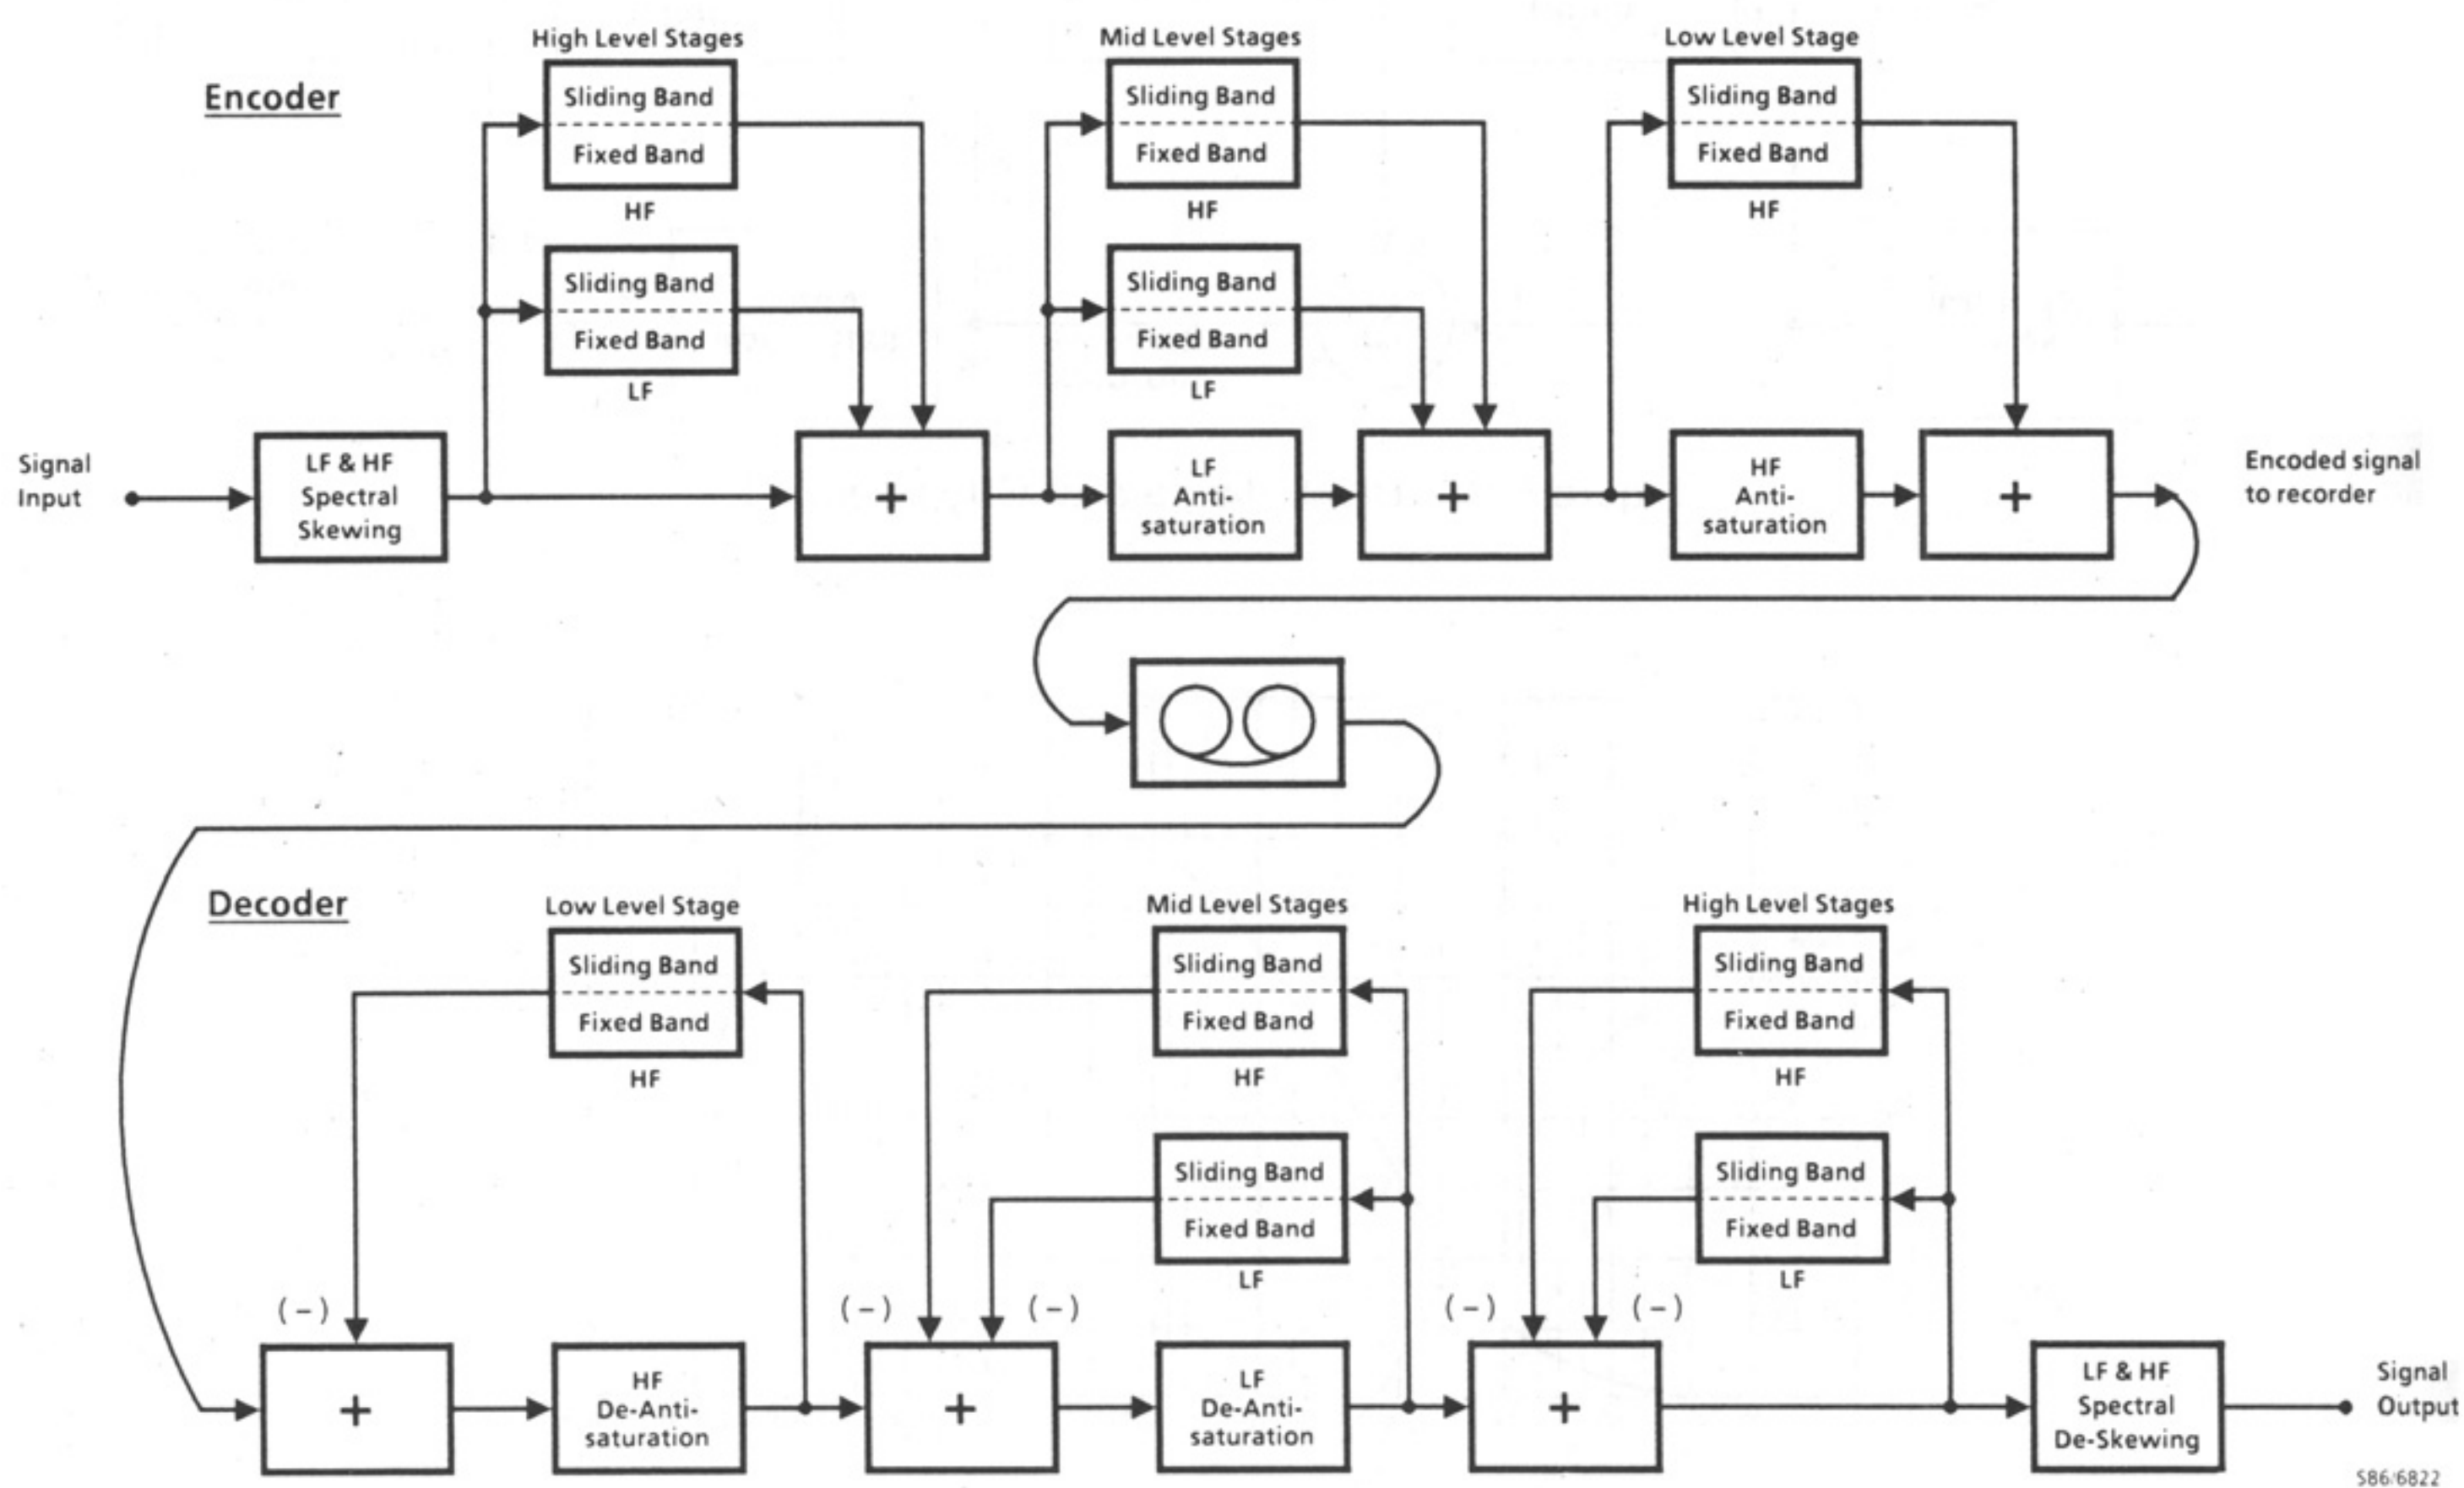 Encoder
High Level Stages
Mid Level Stages
Low Level Stage
Sliding Band
Fixed Band
HF
Sliding Band
Fixed Band
HF
Sliding Band
Fixed Band
HF
Sliding Band
Fixed Band
LF
Sliding Band
Fixed Band
LF
Signal
Input
LF & HF
Spectral
Skewing
+
LF
Anti-
saturation
+
HF
Anti-
saturation
+
Encoded signal
to recorder
Decoder
Low Level Stage
Mid Level Stages
High Level Stages
Sliding Band
Fixed Band
HF
Sliding Band
Fixed Band
HF
Sliding Band
Fixed Band
HF
Sliding Band
Fixed Band
LF
Sliding Band
Fixed Band
LF
(-)
(-)
(-)
(-)
(-)
+
HF
De-Anti-
saturation
+
LF
De-Anti-
saturation
+
LF & HF
Spectral
De-Skewing
Signal
Output
S86/6822